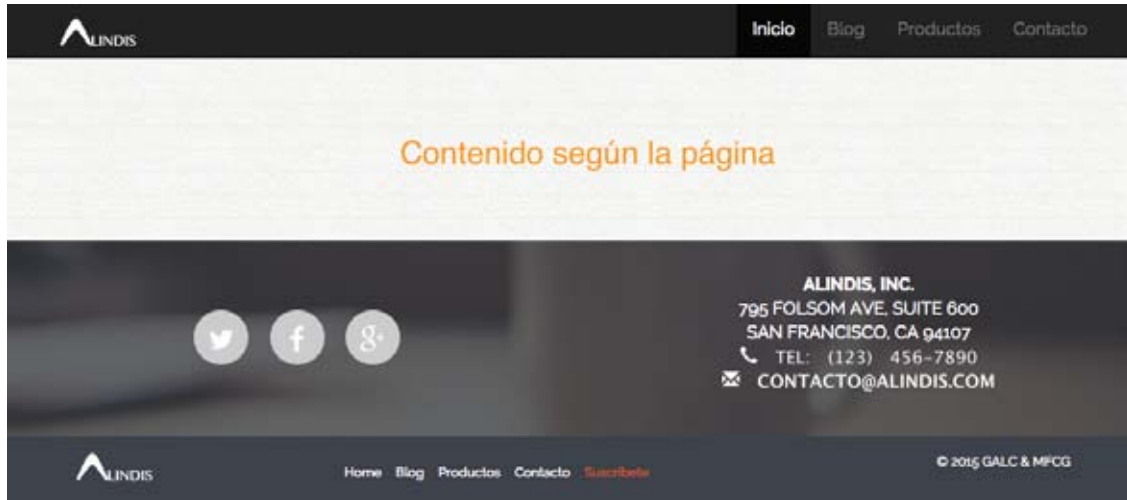 ALINDIS
Inicio Blog Productos Contacto
Contenido según la página
ALINDIS, INC.
795 FOLSOM AVE, SUITE 600
SAN FRANCISCO, CA 94107
TEL: (123) 456-7890
CONTACTO@ALINDIS.COM
g+
ALINDIS
Home Blog Productos Contacto Suscríbete
© 2015 GALC & MFCG